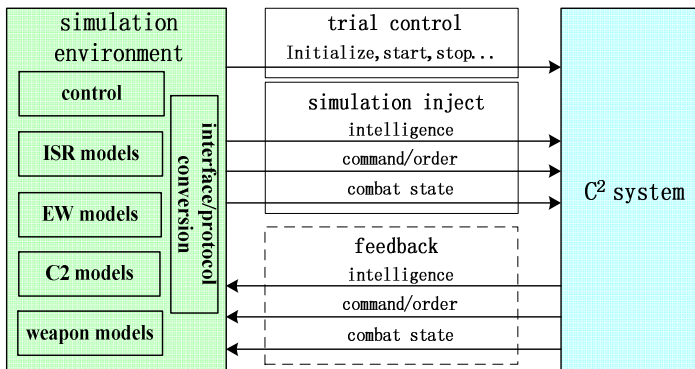 simulation
environment
control
ISR models
EW models
C2 models
weapon models
interface/protocol
conversion
trial control
Initialize,start,stop...
simulation inject
intelligence
command/order
combat state
feedback
intelligence
command/order
combat state
C² system